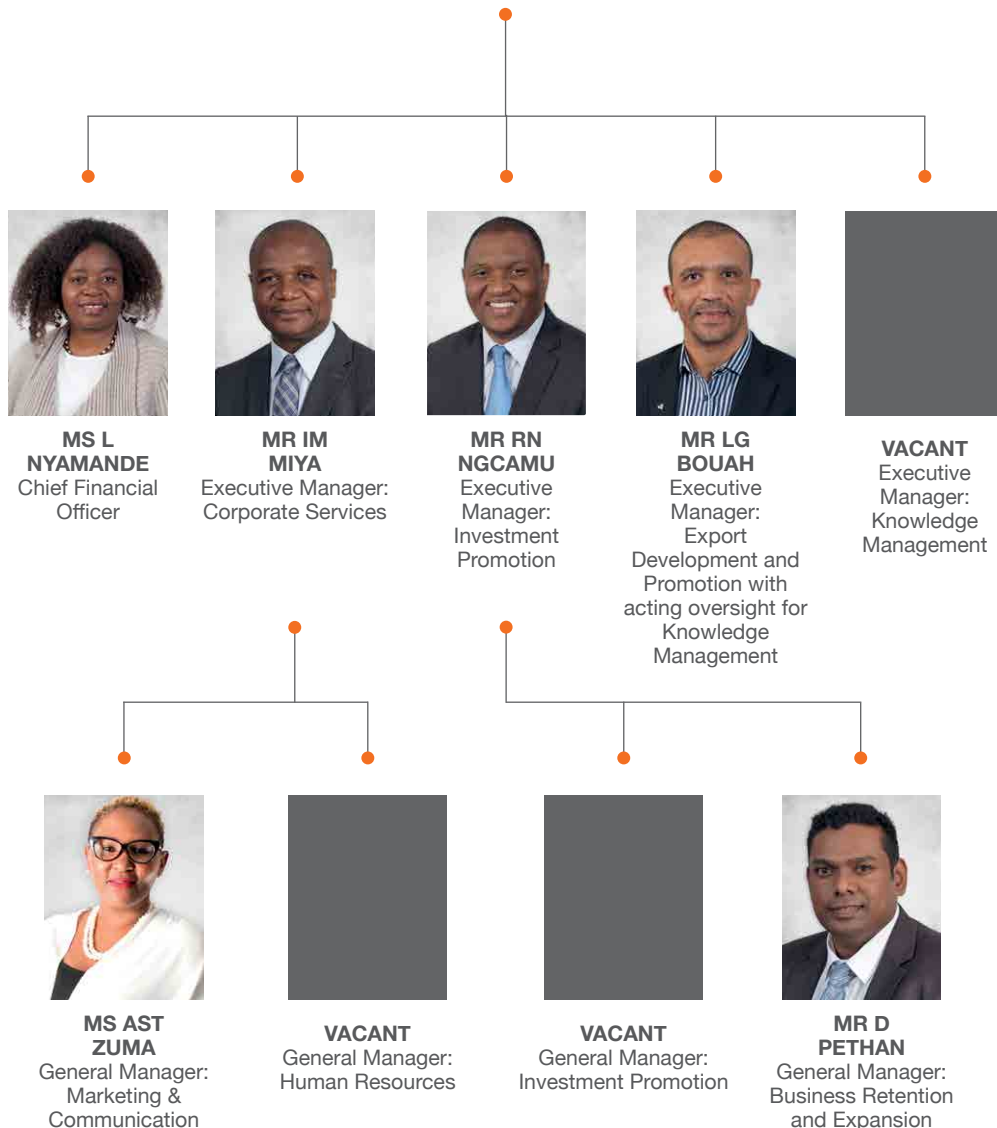 MS L
NYAMANDE
Chief Financial
Officer
MR IM
MIYA
Executive Manager:
Corporate Services
MR RN
NGCAMU
Executive
Manager:
Investment
Promotion
MR LG
BOUAH
Executive
Manager:
Export
Development and
Promotion with
acting oversight for
Knowledge
Management
VACANT
Executive
Manager:
Knowledge
Management
MS AST
ZUMA
General Manager:
Marketing &
Communication
VACANT
General Manager:
Human Resources
VACANT
General Manager:
Investment Promotion
MR D
PETHAN
General Manager:
Business Retention
and Expansion